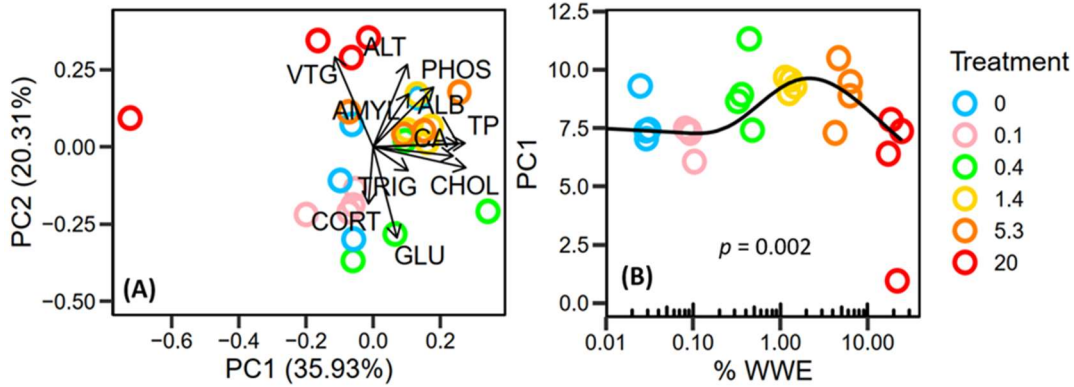 PC2 (20.31%)
0.25
0.00
−0.25
−0.50
ALT
VTG
PHOS
AMYL
ALB
TP
CA
TRIG
CHOL
CORT
GLU
(A)
−0.6
−0.4
−0.2
0.0
0.2
PC1 (35.93%)
PC1
12.5
10.0
7.5
5.0
2.5
0.0
p = 0.002
(B)
0.01
0.10
1.00
10.00
% WWE
Treatment
0
0.1
0.4
1.4
5.3
20